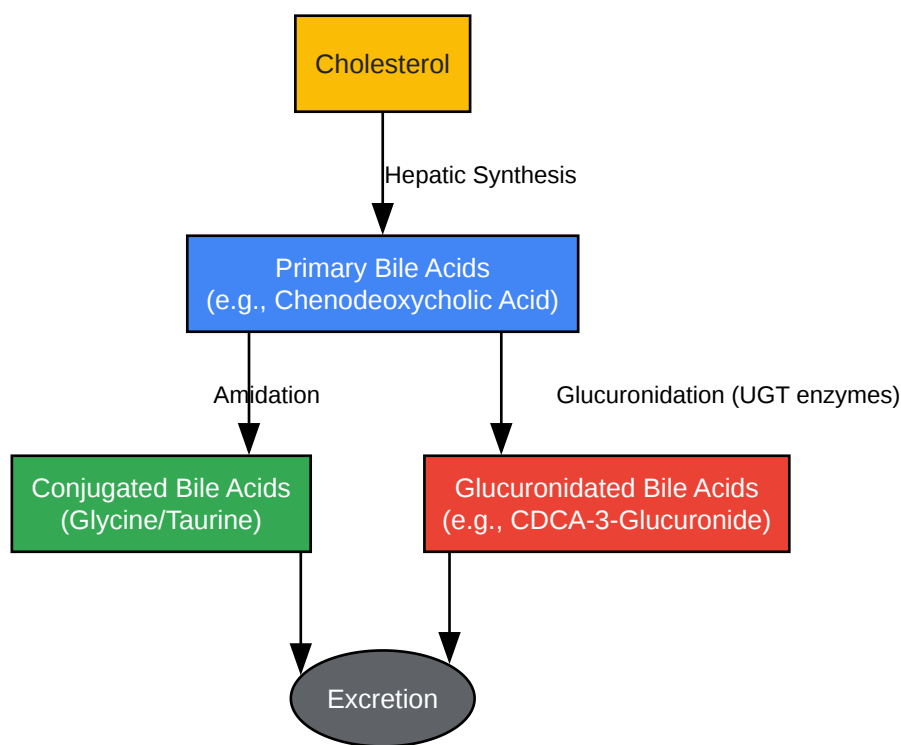 Cholesterol
Hepatic Synthesis
Primary Bile Acids
(e.g., Chenodeoxycholic Acid)
Amidation
Glucuronidation (UGT enzymes)
Conjugated Bile Acids
(Glycine/Taurine)
Glucuronidated Bile Acids
(e.g., CDCA-3-Glucuronide)
Excretion